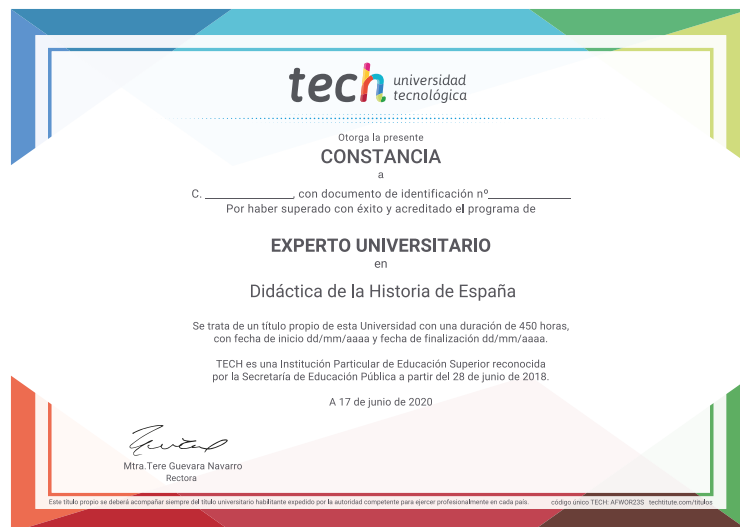 tech universidad
tecnológica
Otorga la presente
CONSTANCIA
a
C. ________________, con documento de identificación nº________________
Por haber superado con éxito y acreditado el programa de
EXPERTO UNIVERSITARIO
en
Didáctica de la Historia de España
Se trata de un título propio de esta Universidad con una duración de 450 horas,
con fecha de inicio dd/mm/aaaa y fecha de finalización dd/mm/aaaa.
TECH es una Institución Particular de Educación Superior reconocida
por la Secretaría de Educación Pública a partir del 28 de junio de 2018.
A 17 de junio de 2020
Mtra.Tere Guevara Navarro
Rectora
Este título propio se deberá acompañar siempre del título universitario habilitante expedido por la autoridad competente para ejercer profesionalmente en cada país. código único TECH: AFWOR23S techtitute.com/titulos